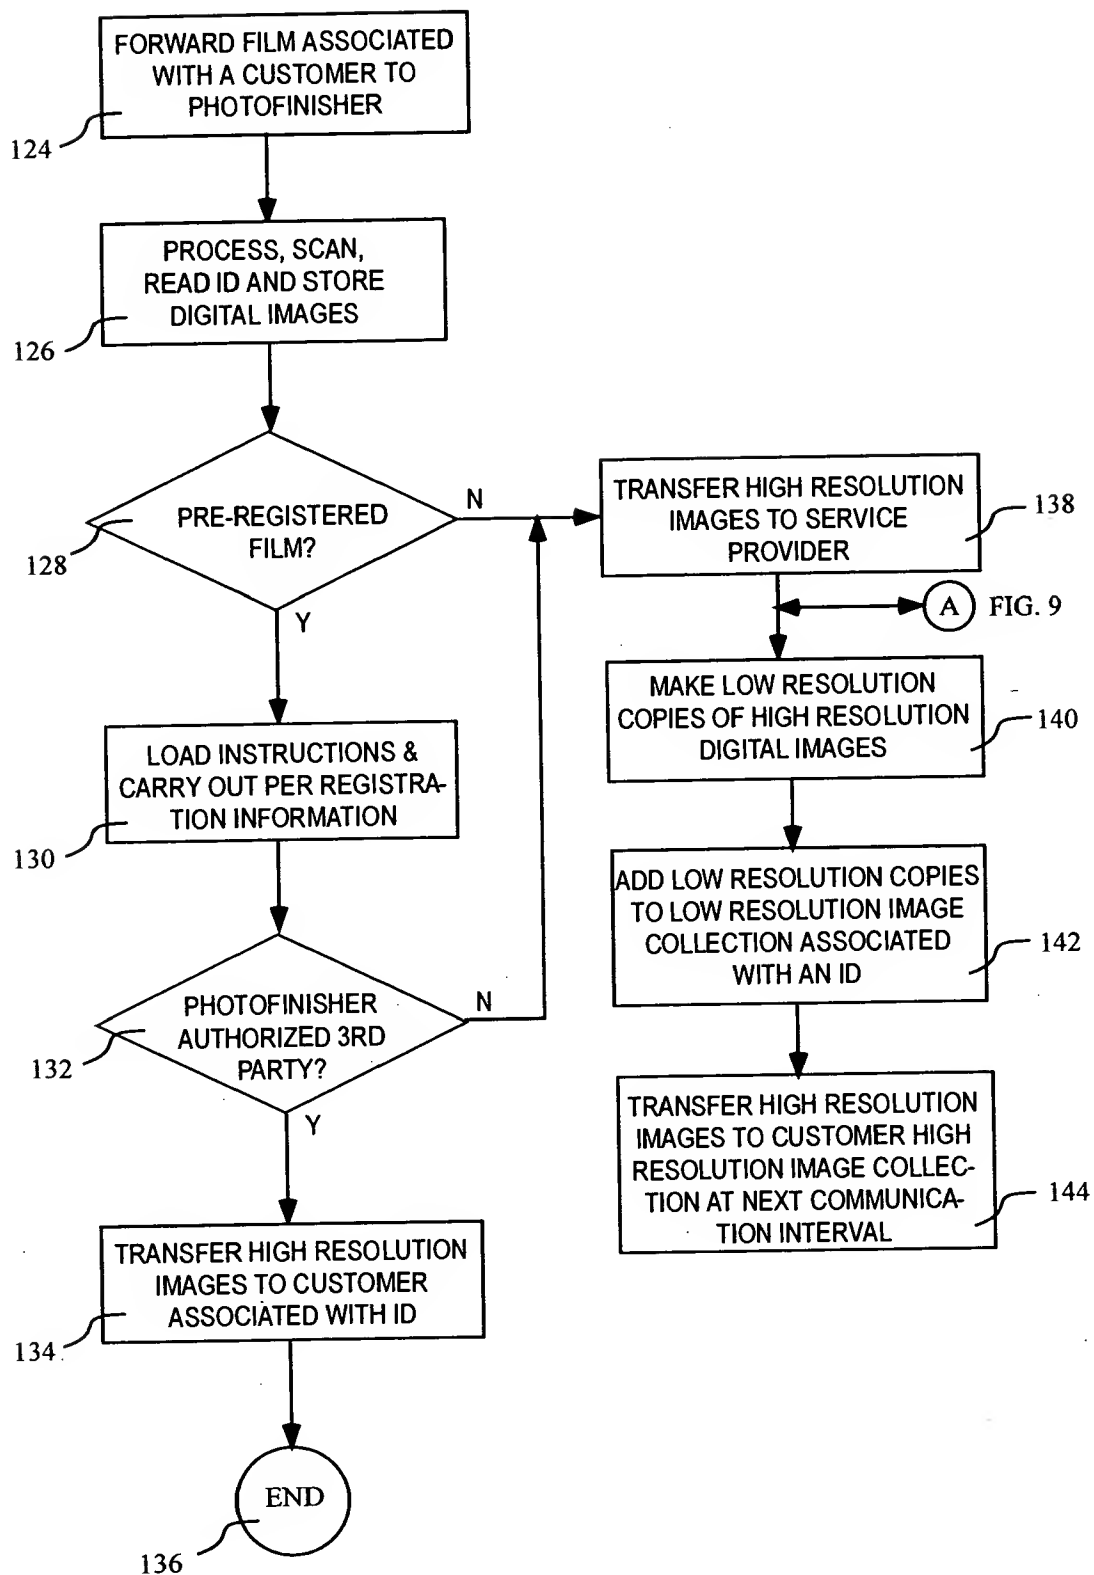 FORWARD FILM ASSOCIATED
WITH A CUSTOMER TO
PHOTOFINISHER
124
PROCESS, SCAN,
READ ID AND STORE
DIGITAL IMAGES
126
PRE-REGISTERED
FILM?
128
N
Y
LOAD INSTRUCTIONS &
CARRY OUT PER REGISTRA-
TION INFORMATION
130
PHOTOFINISHER
AUTHORIZED 3RD
PARTY?
132
N
Y
TRANSFER HIGH RESOLUTION
IMAGES TO CUSTOMER
ASSOCIATED WITH ID
134
END
136
TRANSFER HIGH RESOLUTION
IMAGES TO SERVICE
PROVIDER
138
A FIG. 9
MAKE LOW RESOLUTION
COPIES OF HIGH RESOLUTION
DIGITAL IMAGES
140
ADD LOW RESOLUTION COPIES
TO LOW RESOLUTION IMAGE
COLLECTION ASSOCIATED
WITH AN ID
142
TRANSFER HIGH RESOLUTION
IMAGES TO CUSTOMER HIGH
RESOLUTION IMAGE COLLEC-
TION AT NEXT COMMUNICA-
TION INTERVAL
144